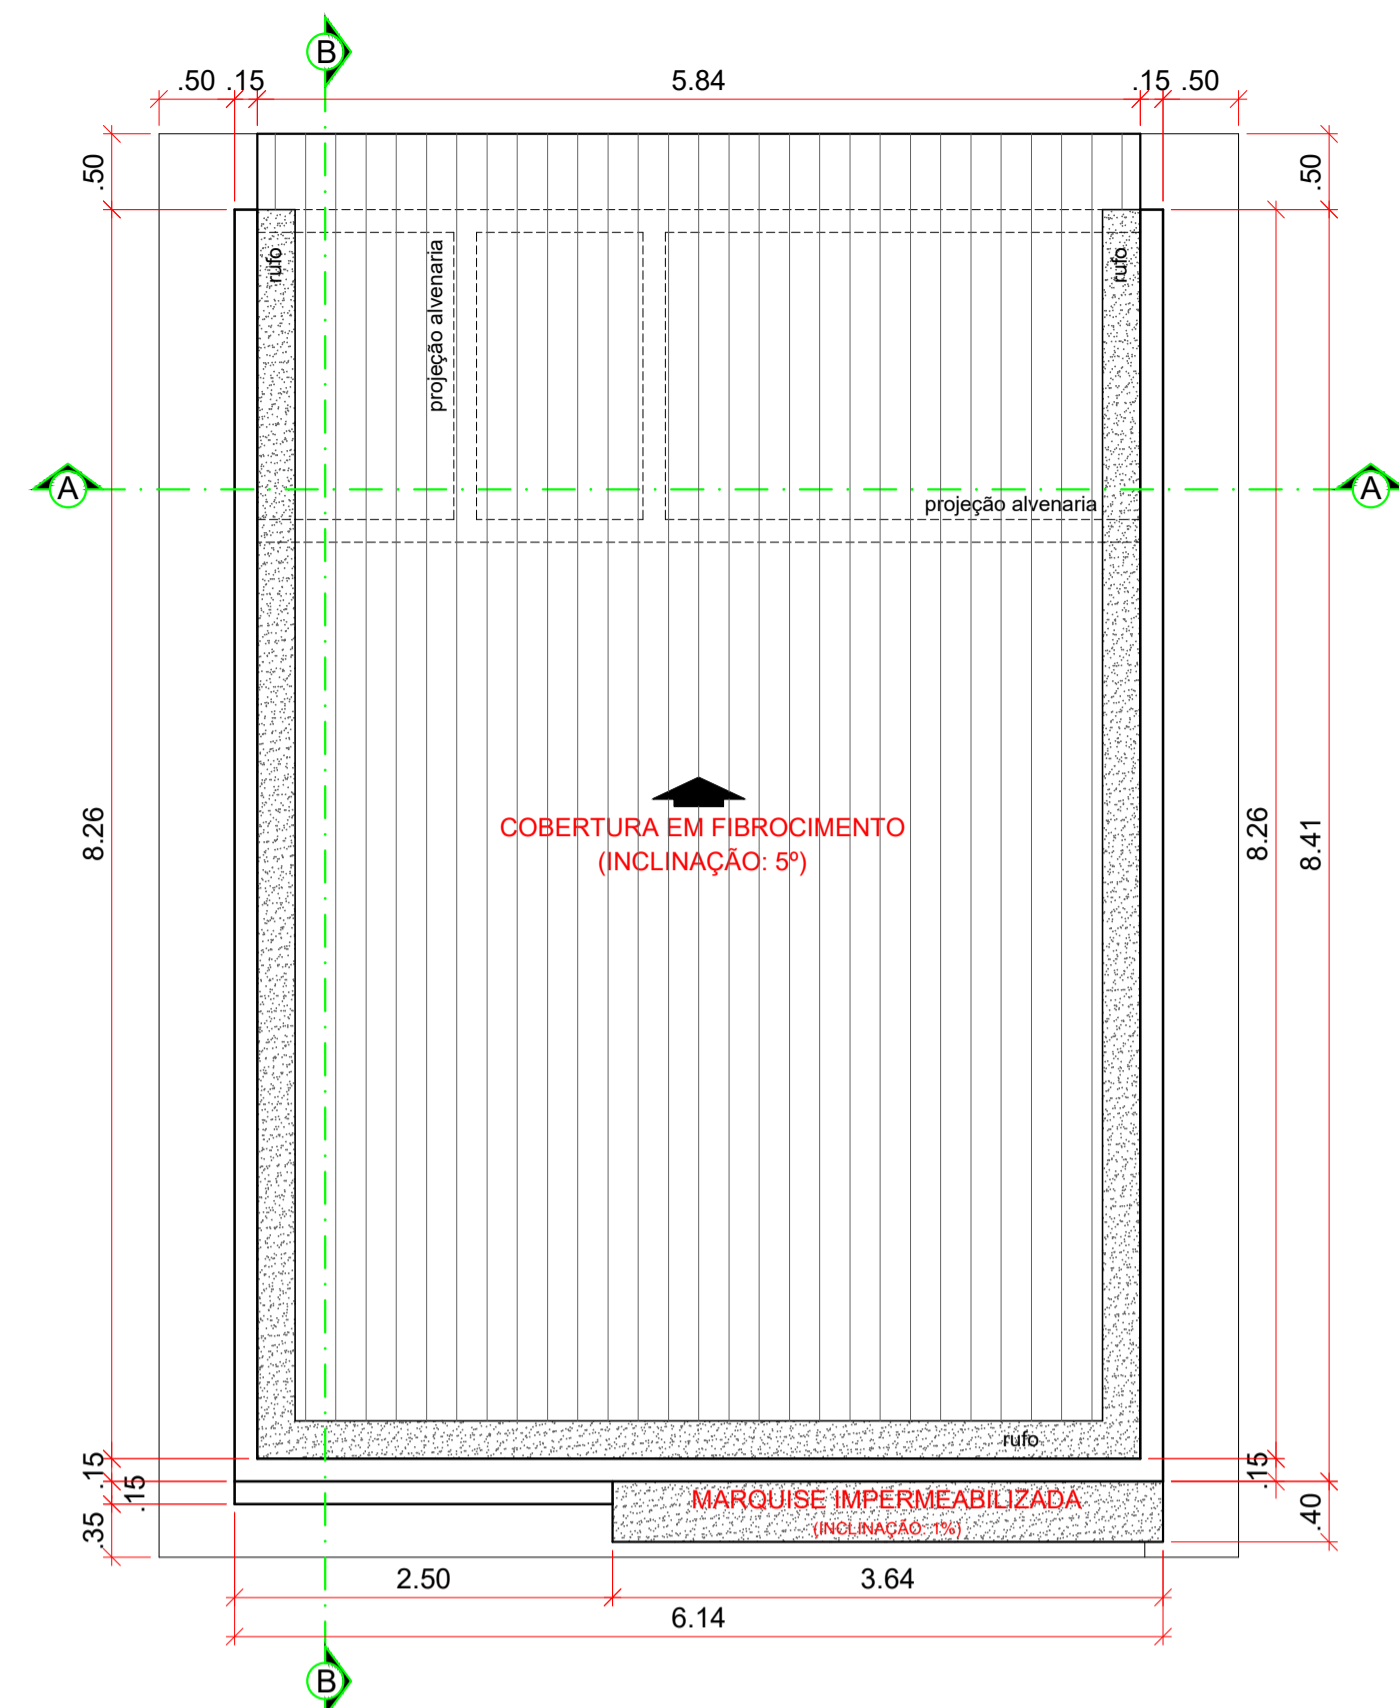 B
.50 .15 5.84 .15 .50
.50
.50
rufo
projeção alvenaria
rufo
A
A
projeção alvenaria
COBERTURA EM FIBROCIMENTO
(INCLINAÇÃO: 5º)
8.26
8.26
8.41
rufo
.15
.15
.35
.15
.40
MARQUISE IMPERMEABILIZADA
(INCLINAÇÃO: 1%)
2.50 3.64
6.14
B